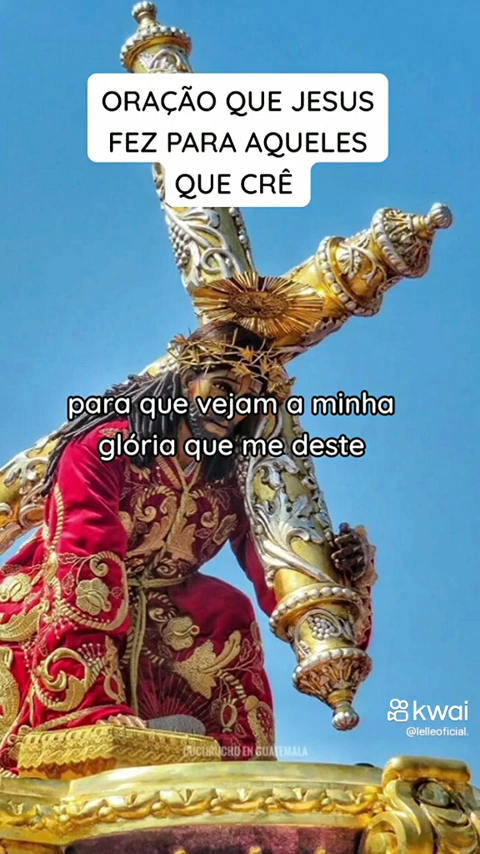 ORAÇÃO QUE JESUS
FEZ PARA AQUELES
QUE CRÊ
para que vejam a minha
glória que me deste
kwai
@lelleoficial.
CUCURUCHO EN GUATEMALA